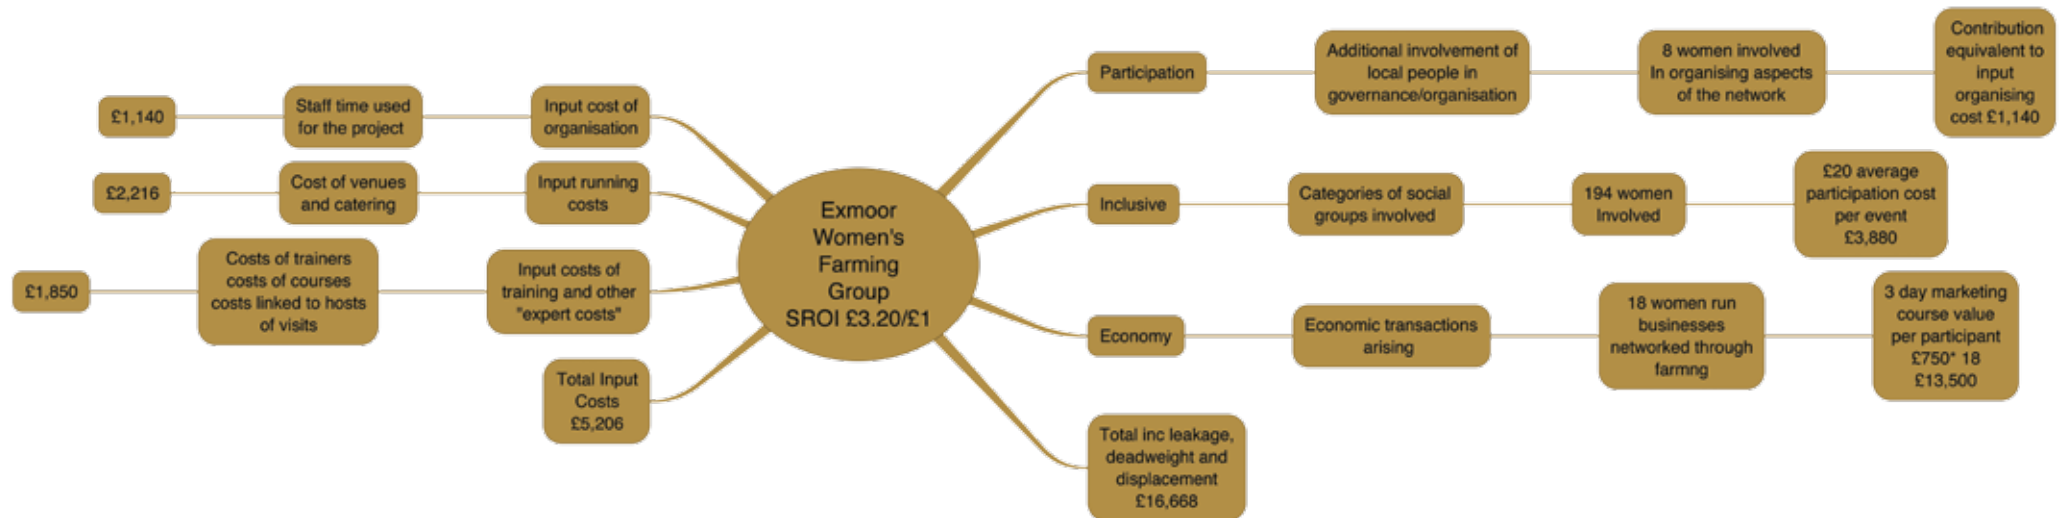 Exmoor
Women's
Farming
Group
SROI £3.20/£1
Input cost of
organisation
Staff time used
for the project
£1,140
Input running
costs
Cost of venues
and catering
£2,216
Input costs of
training and other
"expert costs"
Costs of trainers
costs of courses
costs linked to hosts
of visits
£1,850
Total Input
Costs
£5,206
Participation
Additional involvement of
local people in
governance/organisation
8 women involved
In organising aspects
of the network
Contribution
equivalent to
input
organising
cost £1,140
Inclusive
Categories of social
groups involved
194 women
Involved
£20 average
participation cost
per event
£3,880
Economy
Economic transactions
arising
18 women run
businesses
networked through
farmng
3 day marketing
course value
per participant
£750* 18
£13,500
Total inc leakage,
deadweight and
displacement
£16,668